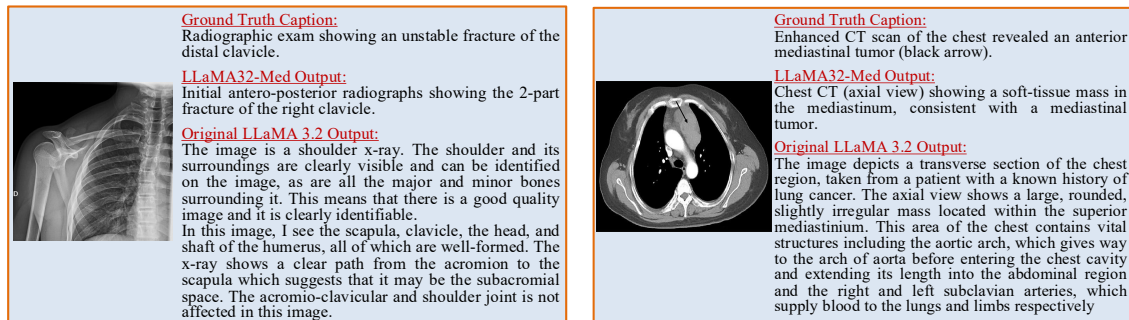 Ground Truth Caption:
Radiographic exam showing an unstable fracture of the
distal clavicle.
LLaMA32-Med Output:
Initial antero-posterior radiographs showing the 2-part
fracture of the right clavicle.
Original LLaMA 3.2 Output:
The image is a shoulder x-ray. The shoulder and its
surroundings are clearly visible and can be identified
on the image, as are all the major and minor bones
surrounding it. This means that there is a good quality
image and it is clearly identifiable.
In this image, I see the scapula, clavicle, the head, and
shaft of the humerus, all of which are well-formed. The
x-ray shows a clear path from the acromion to the
scapula which suggests that it may be the subacromial
space. The acromio-clavicular and shoulder joint is not
affected in this image.
D
Ground Truth Caption:
Enhanced CT scan of the chest revealed an anterior
mediastinal tumor (black arrow).
LLaMA32-Med Output:
Chest CT (axial view) showing a soft-tissue mass in
the mediastinum, consistent with a mediastinal
tumor.
Original LLaMA 3.2 Output:
The image depicts a transverse section of the chest
region, taken from a patient with a known history of
lung cancer. The axial view shows a large, rounded,
slightly irregular mass located within the superior
mediastinium. This area of the chest contains vital
structures including the aortic arch, which gives way
to the arch of aorta before entering the chest cavity
and extending its length into the abdominal region
and the right and left subclavian arteries, which
supply blood to the lungs and limbs respectively